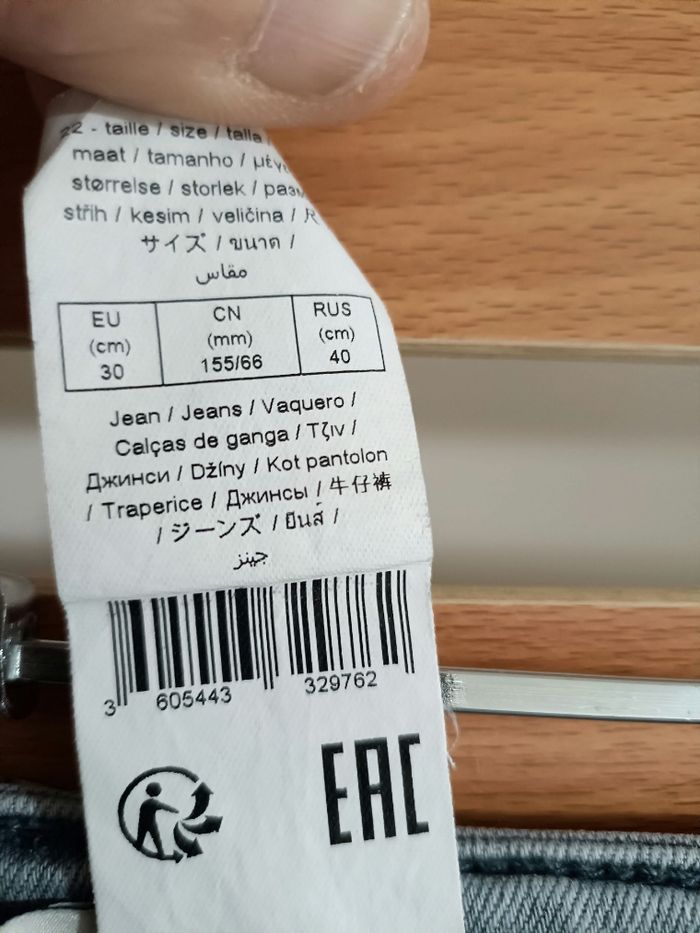 22 - taille / size / talla /
maat / tamanho /
størrelse / storlek /
střih / kesim / veličina /
サイズ / ขนาด /
مقاس
EU (cm) 30
CN (mm) 155/66
RUS (cm) 40
Jean / Jeans / Vaquero /
Calças de ganga / Τζιν /
Джинси / Džíny / Kot pantolon
/ Traperice / Джинсы / 牛仔裤
/ ジーンズ / ยีนส์ /
جينز
3 605443 329762
EAC